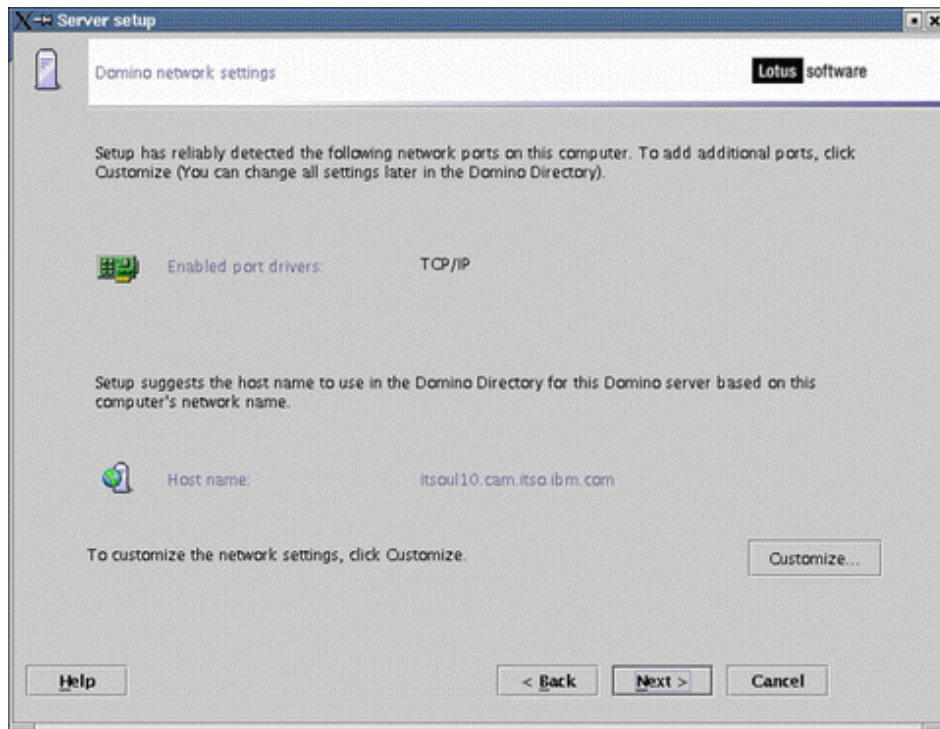 Server setup
Domino network settings
Lotus software
Setup has reliably detected the following network ports on this computer. To add additional ports, click
Customize (You can change all settings later in the Domino Directory).
Enabled port drivers: TCP/IP
Setup suggests the host name to use in the Domino Directory for this Domino server based on this
computer's network name.
Host name: itsoul10.cam.itso.ibm.com
To customize the network settings, click Customize.
Customize...
Help
< Back
Next >
Cancel